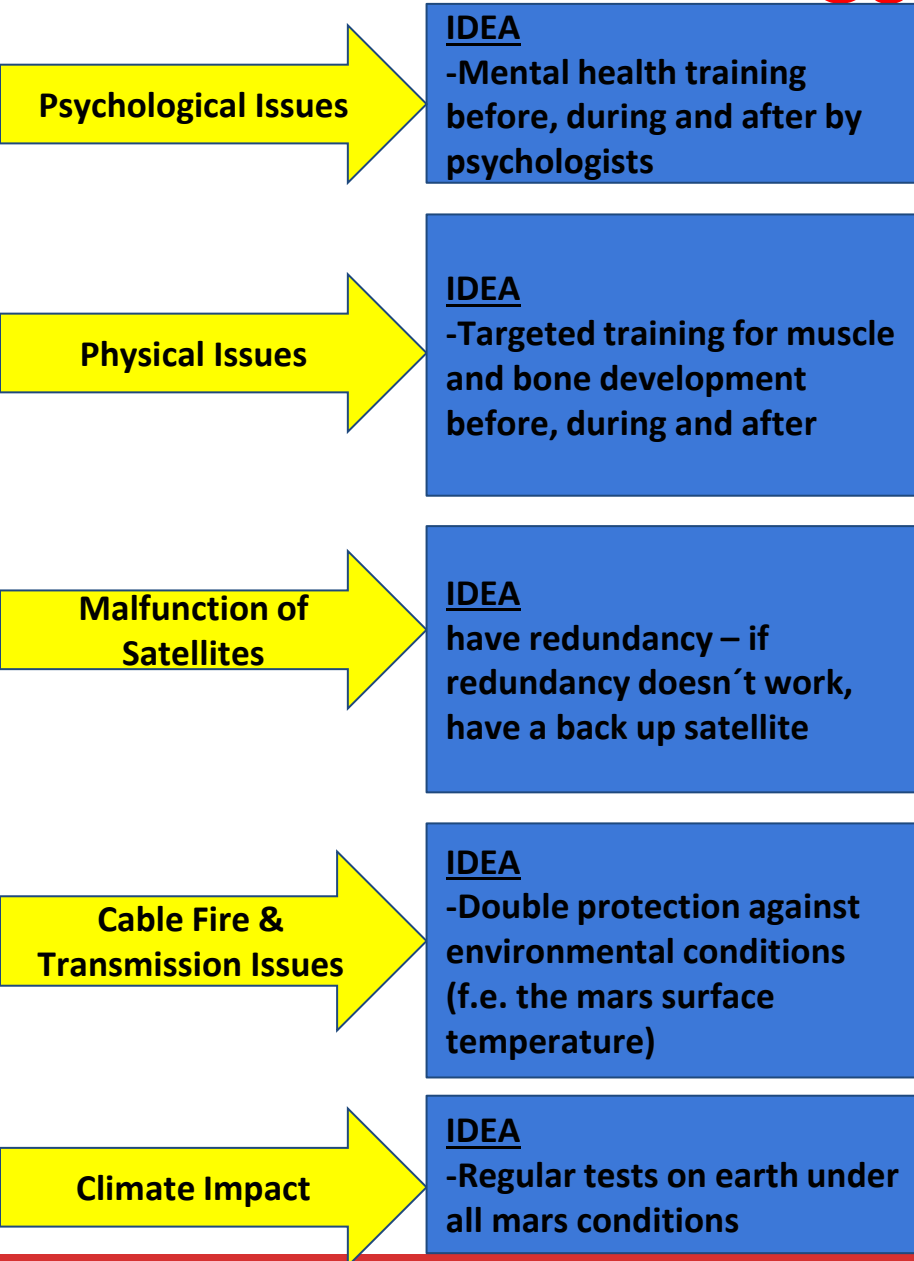 Psychological Issues
IDEA
-Mental health training
before, during and after by
psychologists
Physical Issues
IDEA
-Targeted training for muscle
and bone development
before, during and after
Malfunction of
Satellites
IDEA
have redundancy – if
redundancy doesn´t work,
have a back up satellite
Cable Fire &
Transmission Issues
IDEA
-Double protection against
environmental conditions
(f.e. the mars surface
temperature)
Climate Impact
IDEA
-Regular tests on earth under
all mars conditions